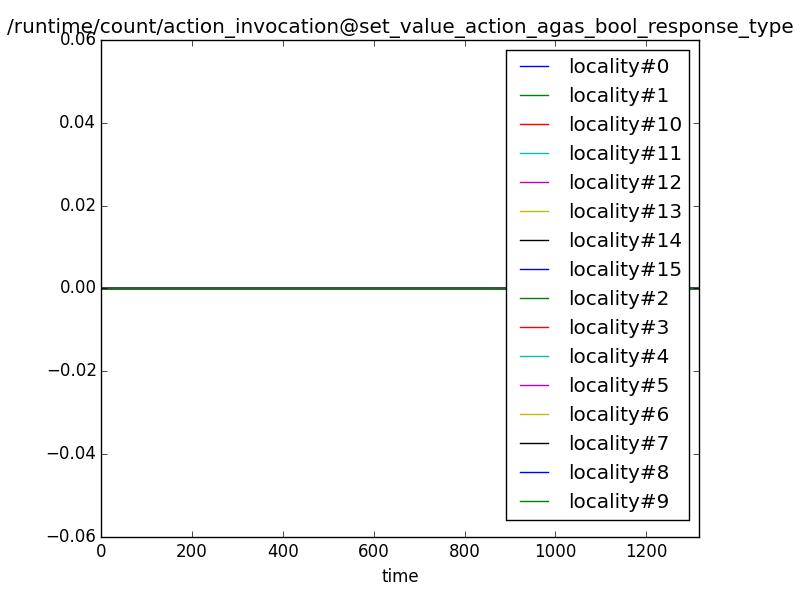 /runtime/count/action_invocation@set_value_action_agas_bool_response_type
0.06
0.04
0.02
0.00
−0.02
−0.04
−0.06
0 200 400 600 800 1000 1200
time
locality#0
locality#1
locality#10
locality#11
locality#12
locality#13
locality#14
locality#15
locality#2
locality#3
locality#4
locality#5
locality#6
locality#7
locality#8
locality#9